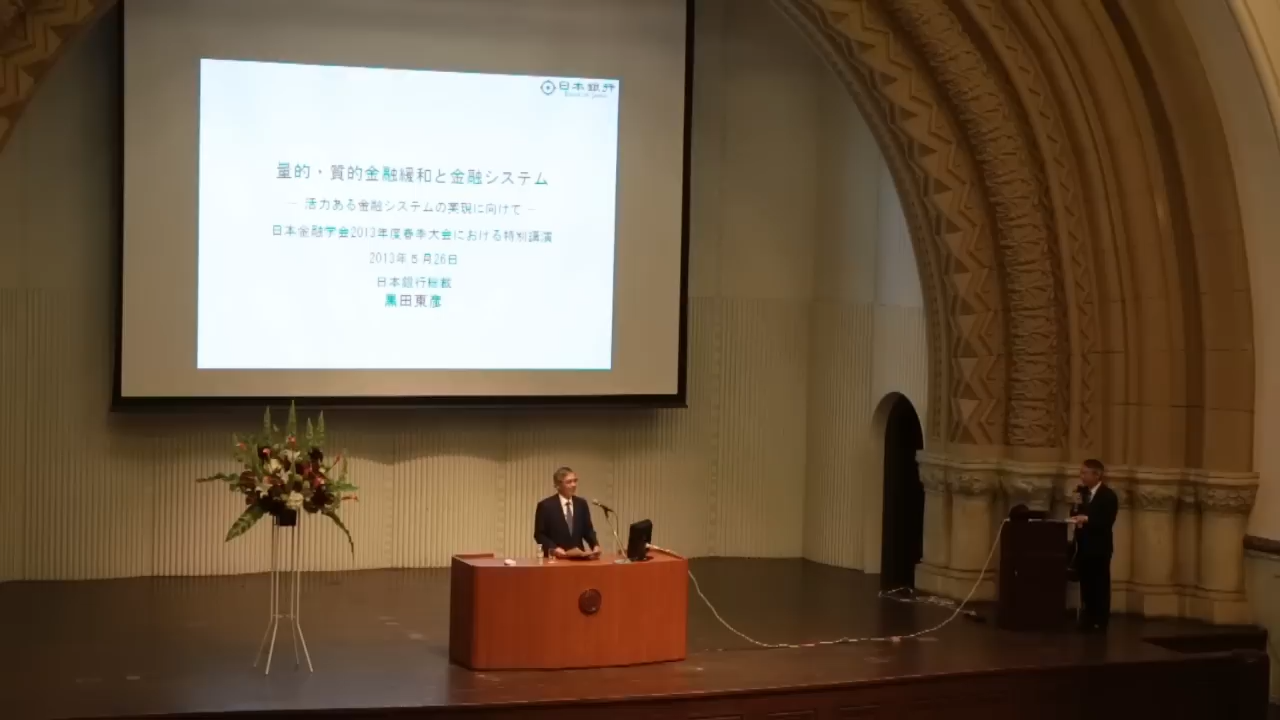 日本銀行
Bank of Japan
量的・質的金融緩和と金融システム
－ 活力ある金融システムの実現に向けて －
日本金融学会2013年度春季大会における特別講演
2013年５月26日
日本銀行総裁
黒田東彦